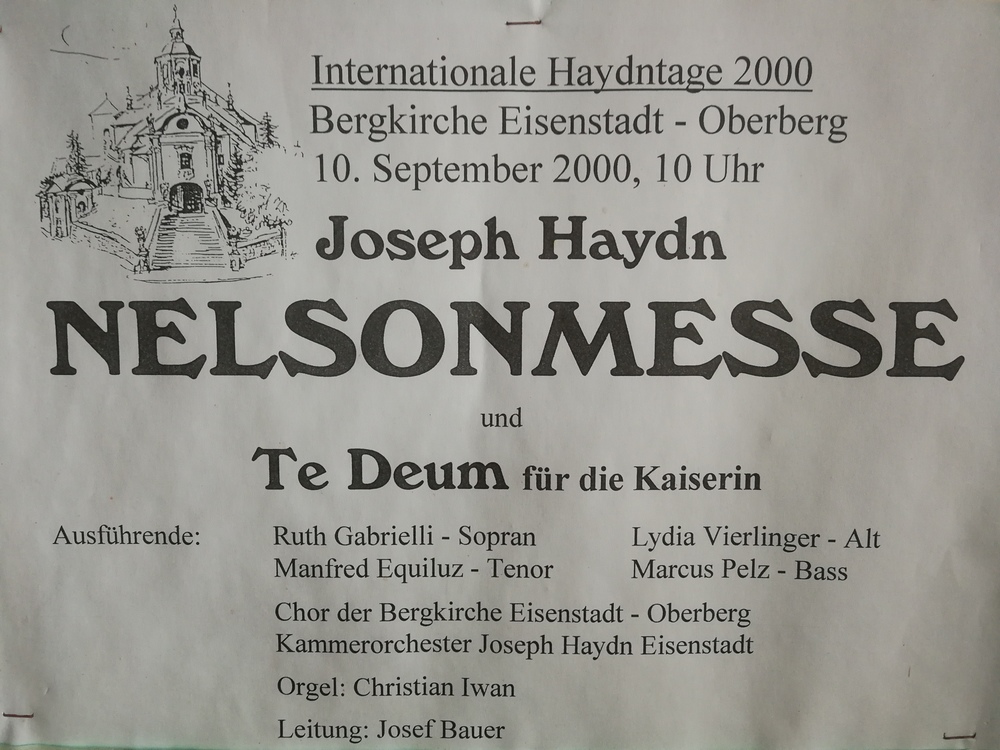 Internationale Haydntage 2000
Bergkirche Eisenstadt - Oberberg
10. September 2000, 10 Uhr
Joseph Haydn
NELSONMESSE
und
Te Deum für die Kaiserin
Ausführende: Ruth Gabrielli - Sopran Lydia Vierlinger - Alt
Manfred Equiluz - Tenor Marcus Pelz - Bass
Chor der Bergkirche Eisenstadt - Oberberg
Kammerorchester Joseph Haydn Eisenstadt
Orgel: Christian Iwan
Leitung: Josef Bauer